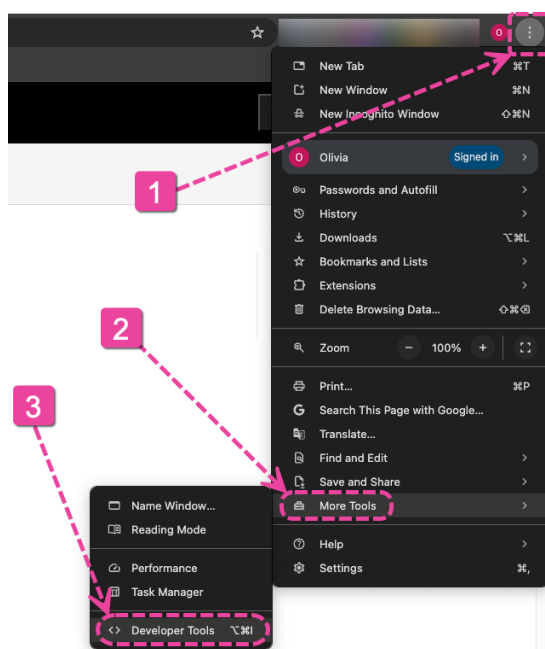 O
New Tab ⌘T
New Window ⌘N
New Incognito Window ⇧⌘N
O Olivia Signed in
1
Passwords and Autofill
History
Downloads ⌥⌘L
Bookmarks and Lists
Extensions
Delete Browsing Data... ⇧⌘⌫
2
Zoom − 100% +
Print... ⌘P
3
G Search This Page with Google...
Translate...
Find and Edit
Save and Share
More Tools
Name Window...
Reading Mode
Help
Performance
Settings ⌘,
Task Manager
Developer Tools ⌥⌘I